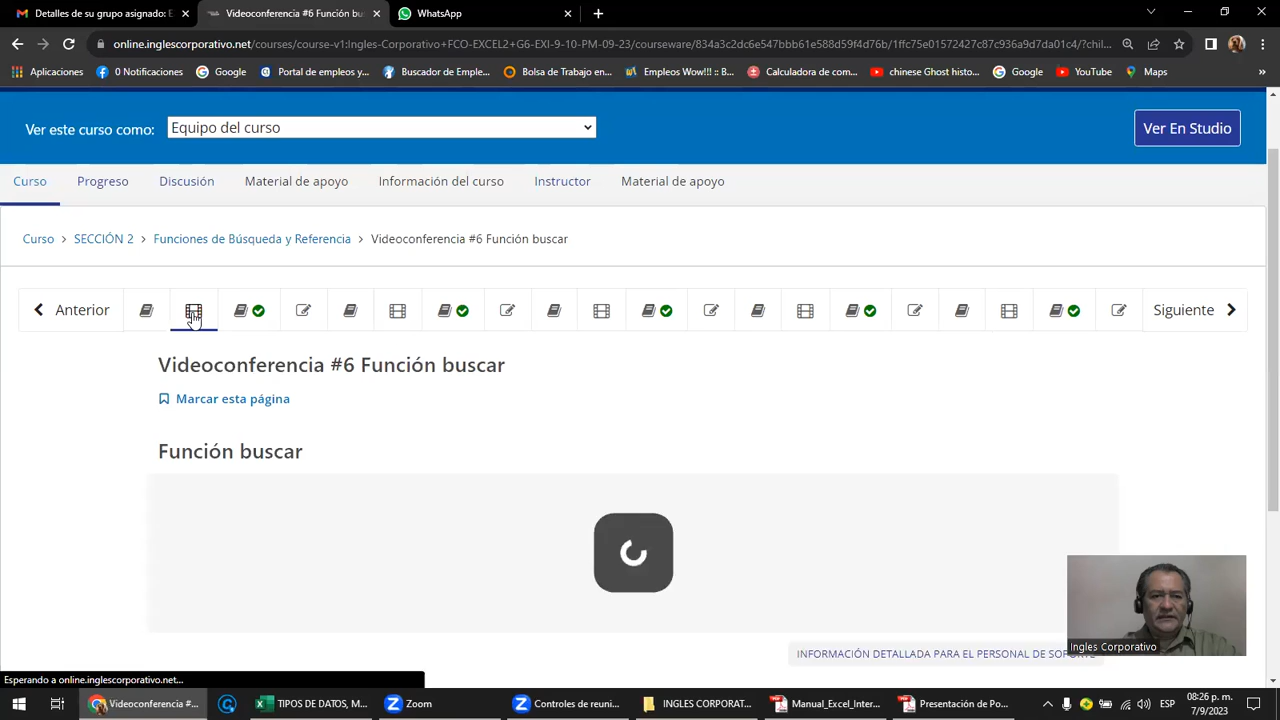 Detalles de su grupo asignado: E
Videoconferencia #6 Función bus
WhatsApp
online.inglescorporativo.net/courses/course-v1:Ingles-Corporativo+FCO-EXCEL2+G6-EXI-9-10-PM-09-23/courseware/834a3c2dc6e547bbb61e588d59f4d76b/1ffc75e01572427c87c936a9d7da01c4/?chil...
Aplicaciones
0 Notificaciones
Google
Portal de empleos y...
Buscador de Emple...
Bolsa de Trabajo en...
Empleos Wow!!! :: B...
Calculadora de com...
chinese Ghost histo...
Google
YouTube
Maps
Ver este curso como:
Equipo del curso
Ver En Studio
Curso
Progreso
Discusión
Material de apoyo
Información del curso
Instructor
Material de apoyo
Curso > SECCIÓN 2 > Funciones de Búsqueda y Referencia > Videoconferencia #6 Función buscar
Anterior
Siguiente
Videoconferencia #6 Función buscar
Marcar esta página
Función buscar
Ingles Corporativo
INFORMACIÓN DETALLADA PARA EL PERSONAL DE SOPORTE
Esperando a online.inglescorporativo.net...
Videoconferencia #...
TIPOS DE DATOS, M...
Zoom
Controles de reuni...
INGLES CORPORAT...
Manual_Excel_Inter...
Presentación de Po...
ESP
08:26 p. m.
7/9/2023